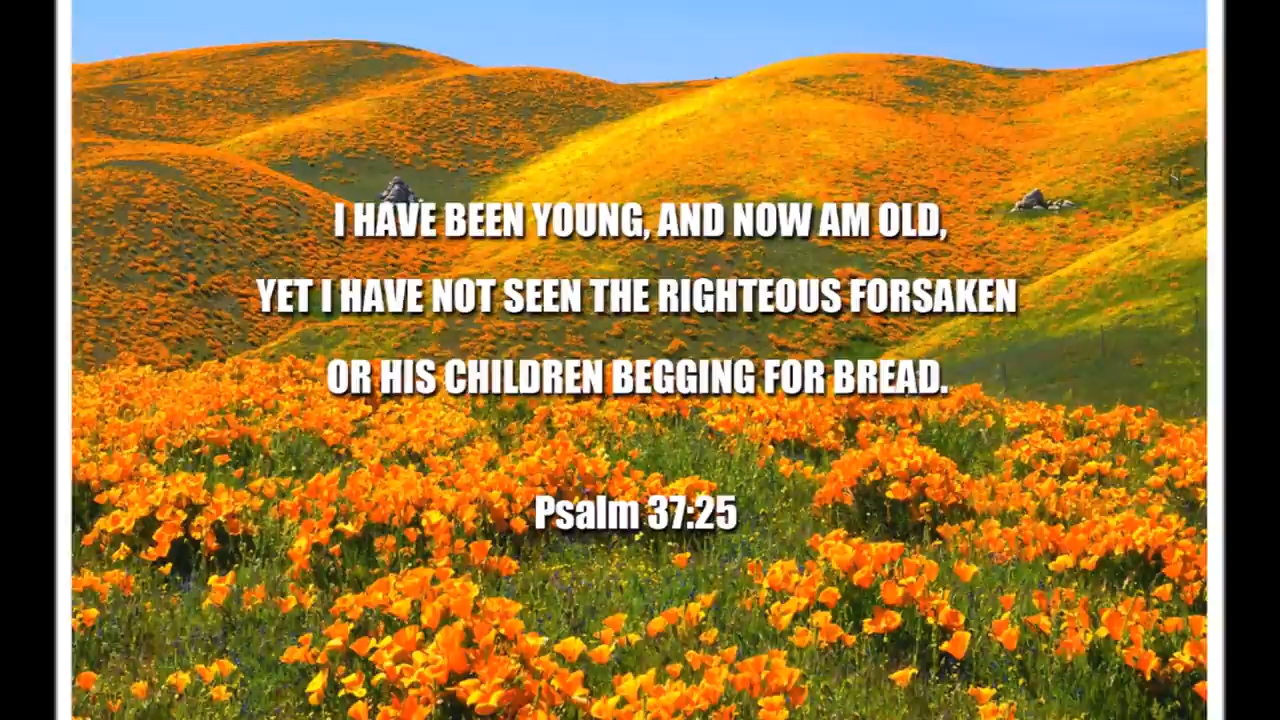 I HAVE BEEN YOUNG, AND NOW AM OLD,
YET I HAVE NOT SEEN THE RIGHTEOUS FORSAKEN
OR HIS CHILDREN BEGGING FOR BREAD.
Psalm 37:25